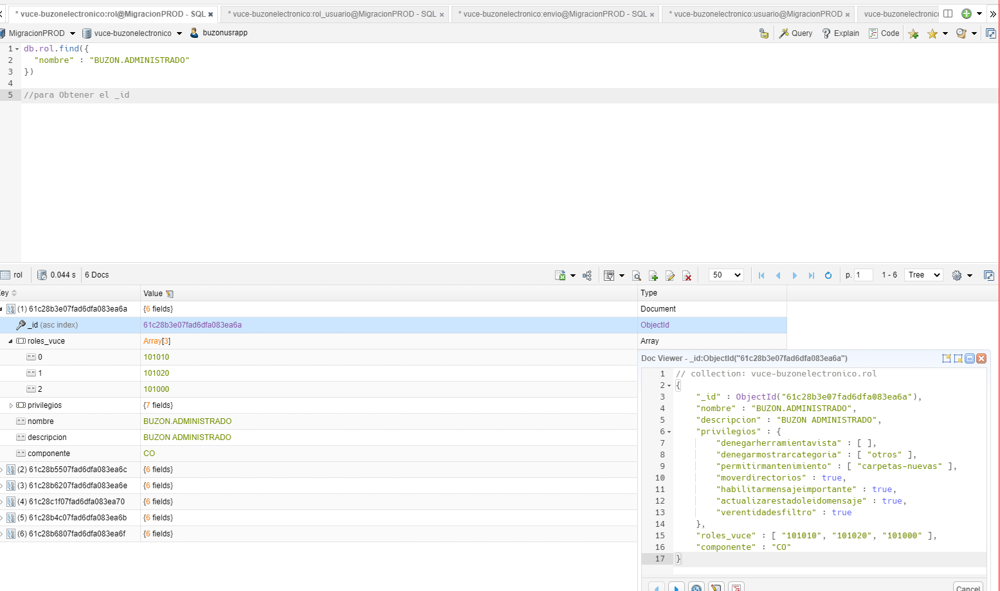 * vuce-buzonelectronico:rol@MigracionPROD - SQL
* vuce-buzonelectronico:rol_usuario@MigracionPROD - SQL
* vuce-buzonelectronico:envio@MigracionPROD - SQL
* vuce-buzonelectronico:usuario@MigracionPROD
vuce-buzonelectronic
MigracionPROD
vuce-buzonelectronico
buzonusrapp
Query
Explain
Code
1 db.rol.find({
2 "nombre" : "BUZON.ADMINISTRADO"
3 })
4
5 //para Obtener el _id
rol
0.044 s
6 Docs
50
p. 1
1 - 6
Tree
ey Value Type
(1) 61c28b3e07fad6dfa083ea6a {6 fields} Document
_id (asc index) 61c28b3e07fad6dfa083ea6a ObjectId
roles_vuce Array[3] Array
"" 0 101010
"" 1 101020
"" 2 101000
privilegios {7 fields}
"" nombre BUZON.ADMINISTRADO
"" descripcion BUZON ADMINISTRADO
"" componente CO
(2) 61c28b5507fad6dfa083ea6c {6 fields}
(3) 61c28b6207fad6dfa083ea6e {6 fields}
(4) 61c28c1f07fad6dfa083ea70 {6 fields}
(5) 61c28b4c07fad6dfa083ea6b {6 fields}
(6) 61c28b6807fad6dfa083ea6f {6 fields}
Doc Viewer - _id:ObjectId("61c28b3e07fad6dfa083ea6a")
1 // collection: vuce-buzonelectronico.rol
2 {
3 "_id" : ObjectId("61c28b3e07fad6dfa083ea6a"),
4 "nombre" : "BUZON.ADMINISTRADO",
5 "descripcion" : "BUZON ADMINISTRADO",
6 "privilegios" : {
7 "denegarherramientavista" : [ ],
8 "denegarmostrarcategoria" : [ "otros" ],
9 "permitirmantenimiento" : [ "carpetas-nuevas" ],
10 "moverdirectorios" : true,
11 "habilitarmensajeimportante" : true,
12 "actualizarestadoleidomensaje" : true,
13 "verentidadesfiltro" : true
14 },
15 "roles_vuce" : [ "101010", "101020", "101000" ],
16 "componente" : "CO"
17 }
Cancel